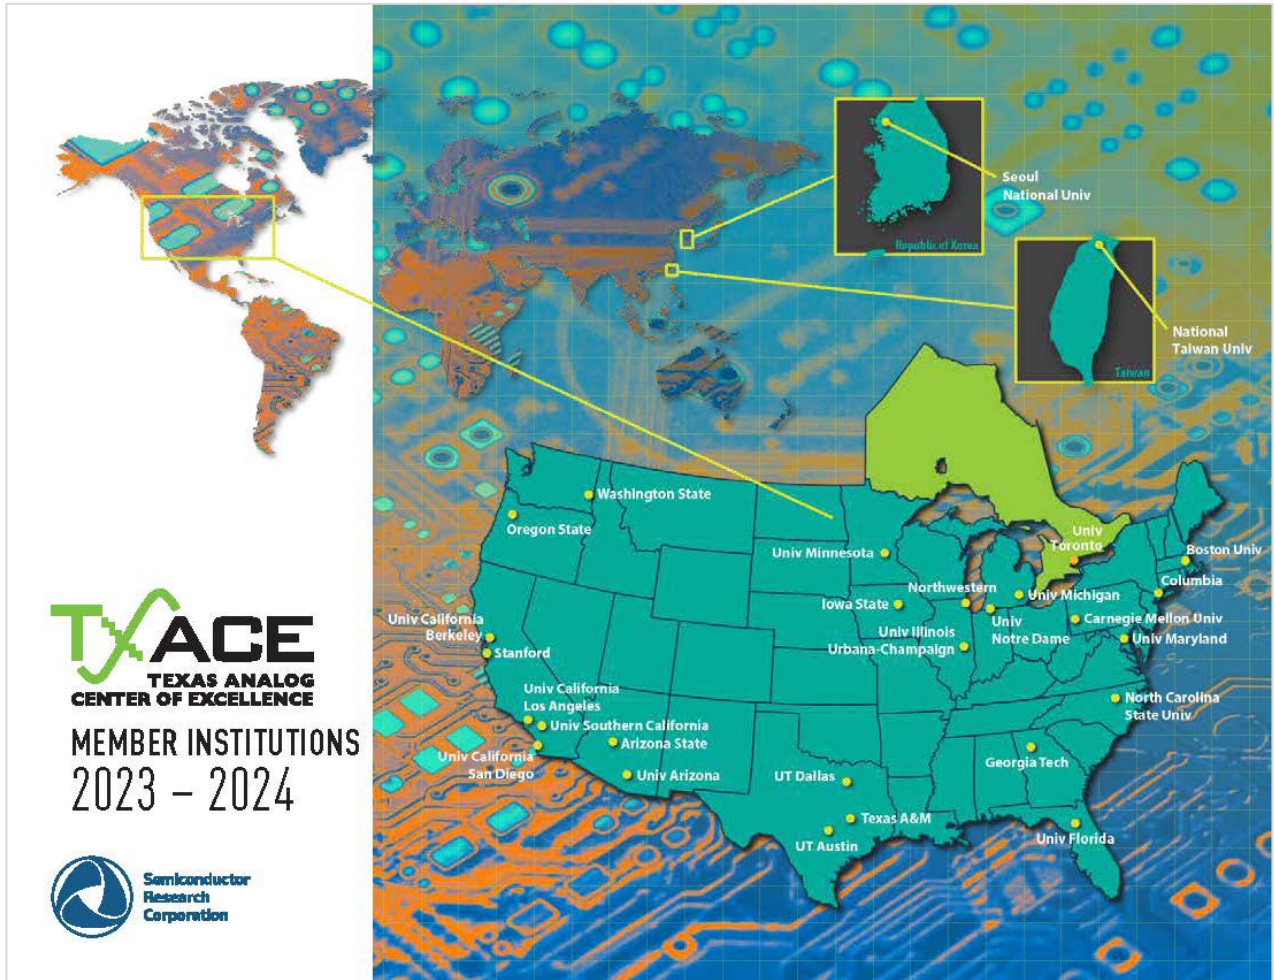 TxACE
TEXAS ANALOG
CENTER OF EXCELLENCE
MEMBER INSTITUTIONS
2023 – 2024
Semiconductor
Research
Corporation
Seoul
National Univ
Republic of Korea
National
Taiwan Univ
Taiwan
Washington State
Oregon State
Univ Minnesota
Univ
Toronto
Boston Univ
Columbia
Northwestern
Univ Michigan
Iowa State
Univ
Notre Dame
Carnegie Mellon Univ
Univ Maryland
Univ Illinois
Urbana-Champaign
Univ California
Berkeley
Stanford
Univ California
Los Angeles
Univ Southern California
Arizona State
Univ California
San Diego
Univ Arizona
North Carolina
State Univ
Georgia Tech
UT Dallas
Texas A&M
UT Austin
Univ Florida